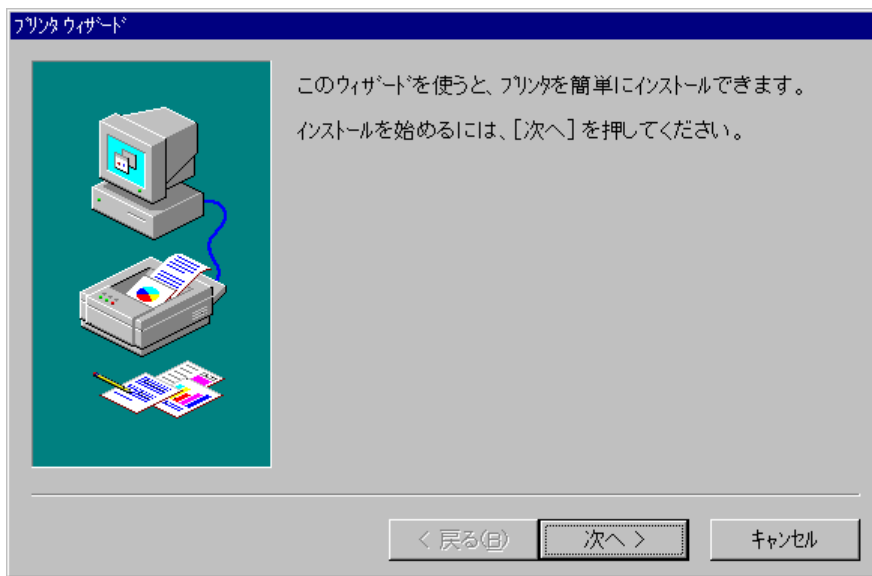 ﾌﾟﾘﾝﾀ ｳｨｻﾞｰﾄﾞ
このｳｨｻﾞｰﾄﾞを使うと、ﾌﾟﾘﾝﾀを簡単にｲﾝｽﾄｰﾙできます。
ｲﾝｽﾄｰﾙを始めるには、[次へ] を押してください。
< 戻る(B)
次へ >
ｷｬﾝｾﾙ